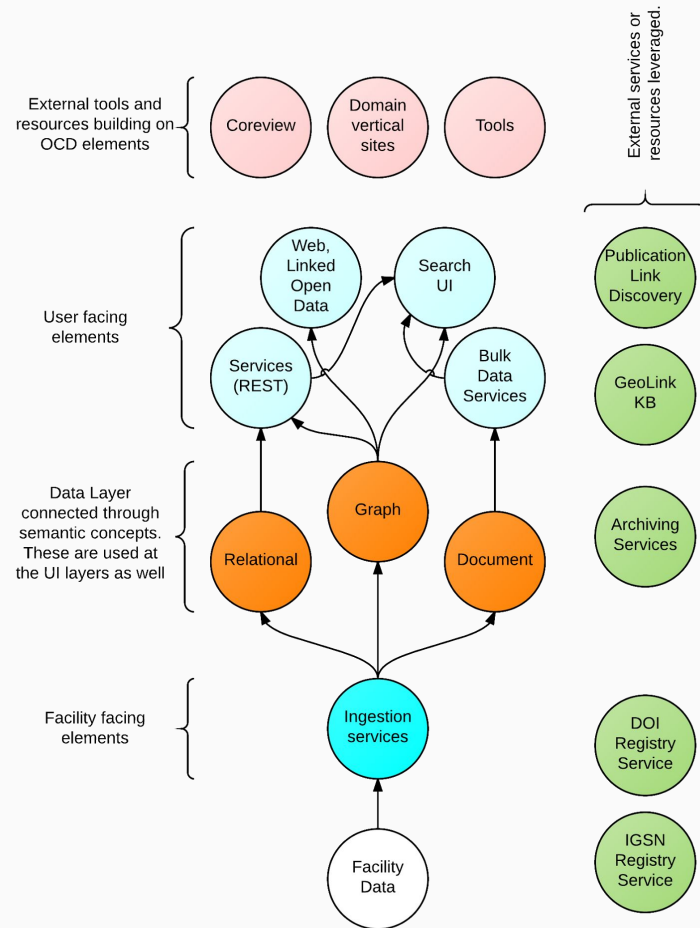 External services or
resources leveraged.
External tools and
resources building on
OCD elements
Coreview
Domain
vertical
sites
Tools
User facing
elements
Web,
Linked
Open
Data
Search
UI
Services
(REST)
Bulk
Data
Services
Publication
Link
Discovery
GeoLink
KB
Data Layer
connected through
semantic concepts.
These are used at
the UI layers as well
Graph
Relational
Document
Archiving
Services
Facility facing
elements
Ingestion
services
DOI
Registry
Service
Facility
Data
IGSN
Registry
Service